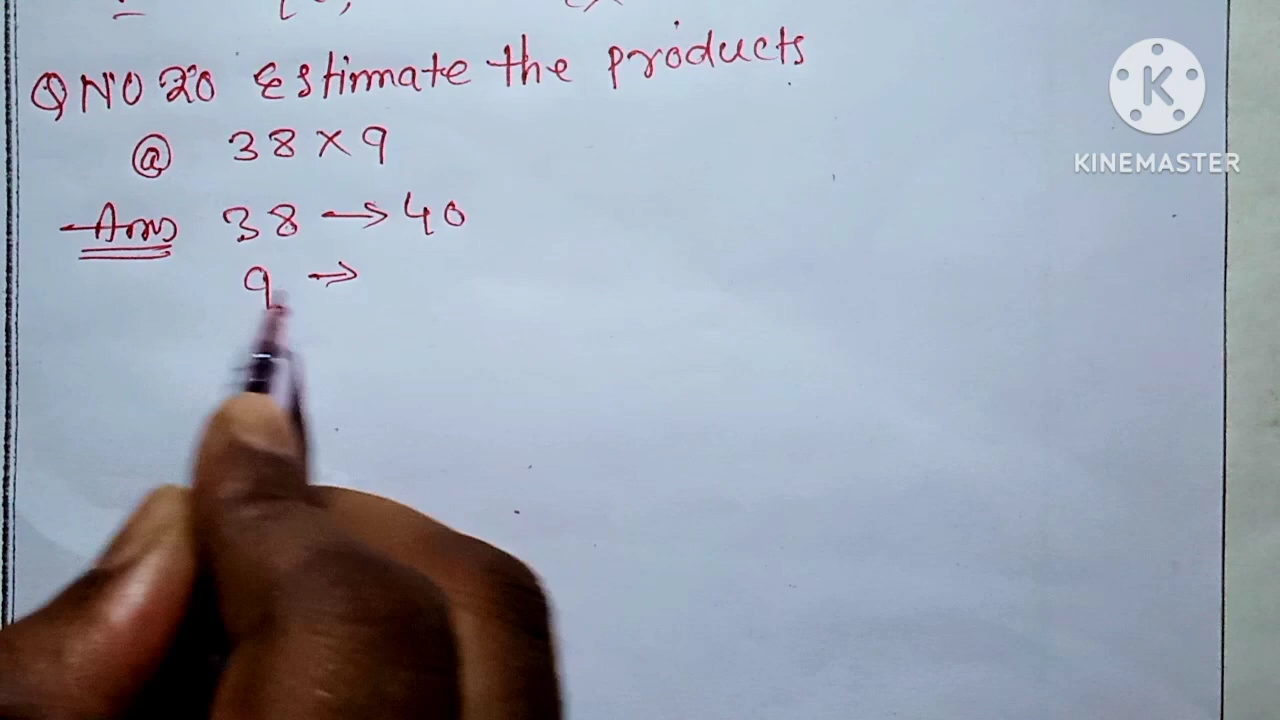 Q NO 20 Estimate the products
@ 38 × 9
Ans 38 → 40
9 →
K
KINEMASTER